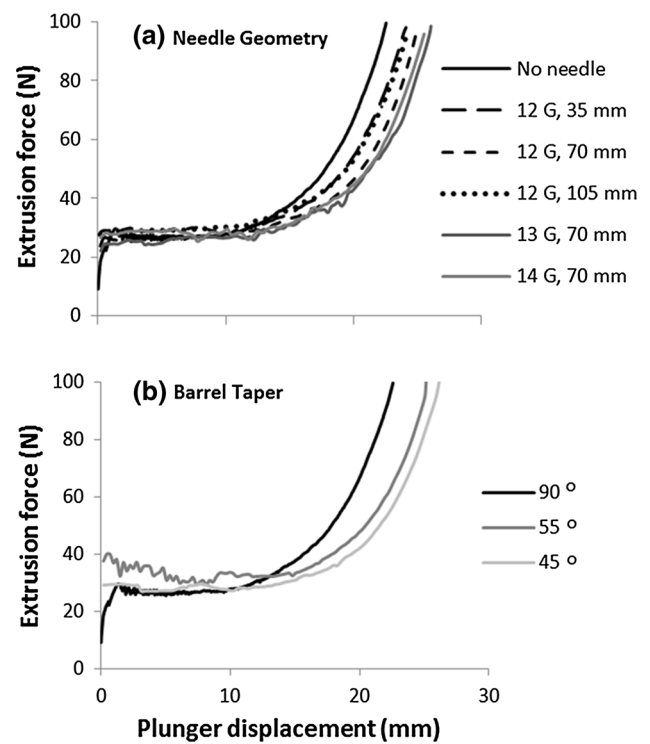 (a) Needle Geometry
Extrusion force (N)
100
80
60
40
20
0
No needle
12 G, 35 mm
12 G, 70 mm
12 G, 105 mm
13 G, 70 mm
14 G, 70 mm
(b) Barrel Taper
Extrusion force (N)
100
80
60
40
20
0
90 °
55 °
45 °
0 10 20 30
Plunger displacement (mm)